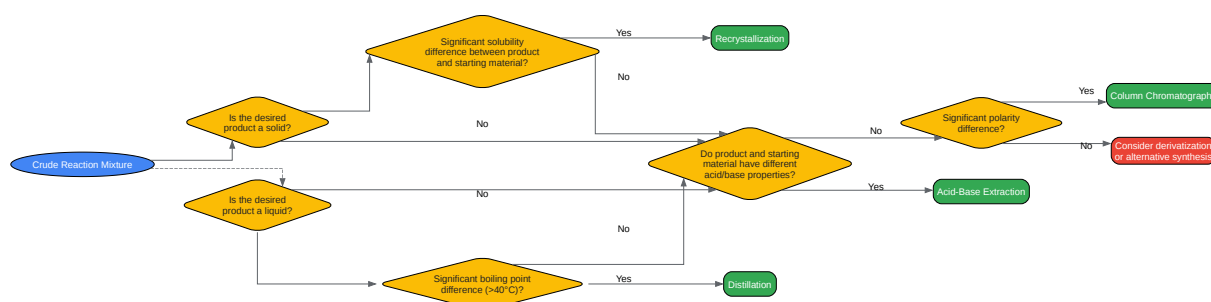 Significant solubility
difference between product
and starting material?
Yes
Recrystallization
No
Is the desired
product a solid?
No
Crude Reaction Mixture
Is the desired
product a liquid?
No
Do product and starting
material have different
acid/base properties?
No
Significant polarity
difference?
Yes
Column Chromatograph
No
Consider derivatization
or alternative synthesis
Yes
Acid-Base Extraction
No
Significant boiling point
difference (>40°C)?
Yes
Distillation